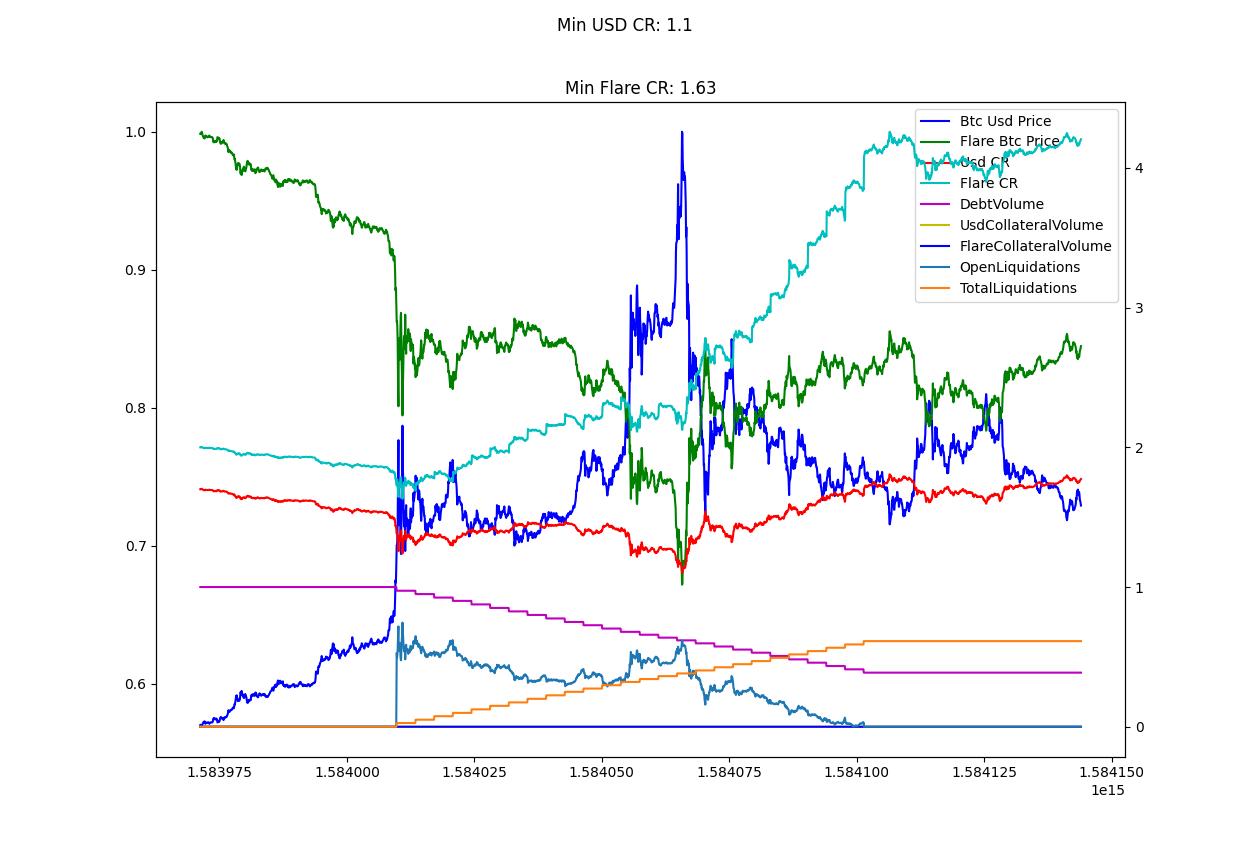 Min USD CR: 1.1
Min Flare CR: 1.63
1.0
0.9
0.8
0.7
0.6
4
3
2
1
0
Btc Usd Price
Flare Btc Price
Usd CR
Flare CR
DebtVolume
UsdCollateralVolume
FlareCollateralVolume
OpenLiquidations
TotalLiquidations
1.583975 1.584000 1.584025 1.584050 1.584075 1.584100 1.584125 1.584150
1e15